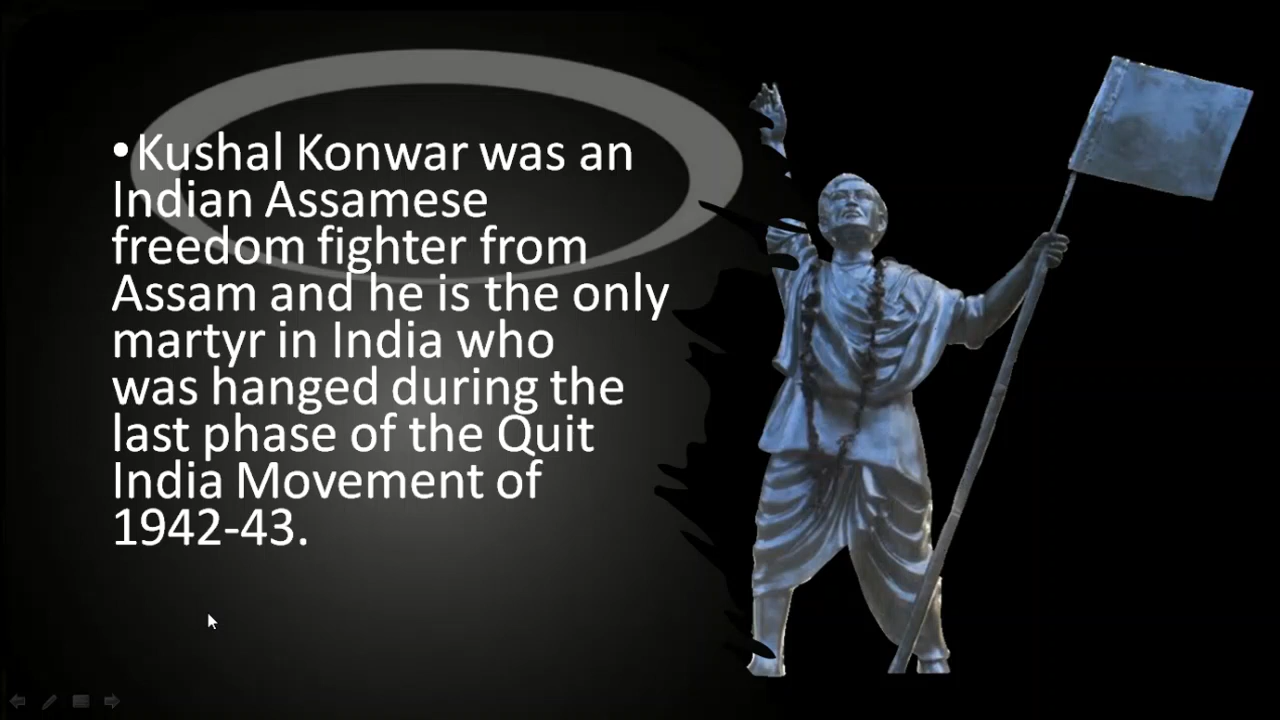 •Kushal Konwar was an
Indian Assamese
freedom fighter from
Assam and he is the only
martyr in India who
was hanged during the
last phase of the Quit
India Movement of
1942-43.